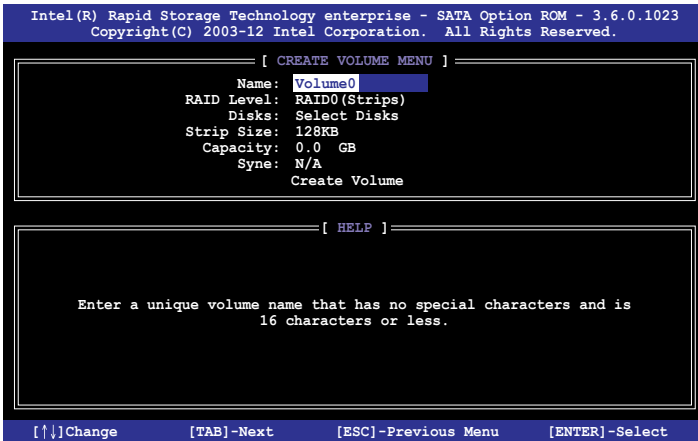 Intel(R) Rapid Storage Technology enterprise - SATA Option ROM - 3.6.0.1023
Copyright(C) 2003-12 Intel Corporation. All Rights Reserved.
[ CREATE VOLUME MENU ]
Name: Volume0
RAID Level: RAID0(Strips)
Disks: Select Disks
Strip Size: 128KB
Capacity: 0.0 GB
Syne: N/A
Create Volume
[ HELP ]
Enter a unique volume name that has no special characters and is
16 characters or less.
[↑↓]Change [TAB]-Next [ESC]-Previous Menu [ENTER]-Select